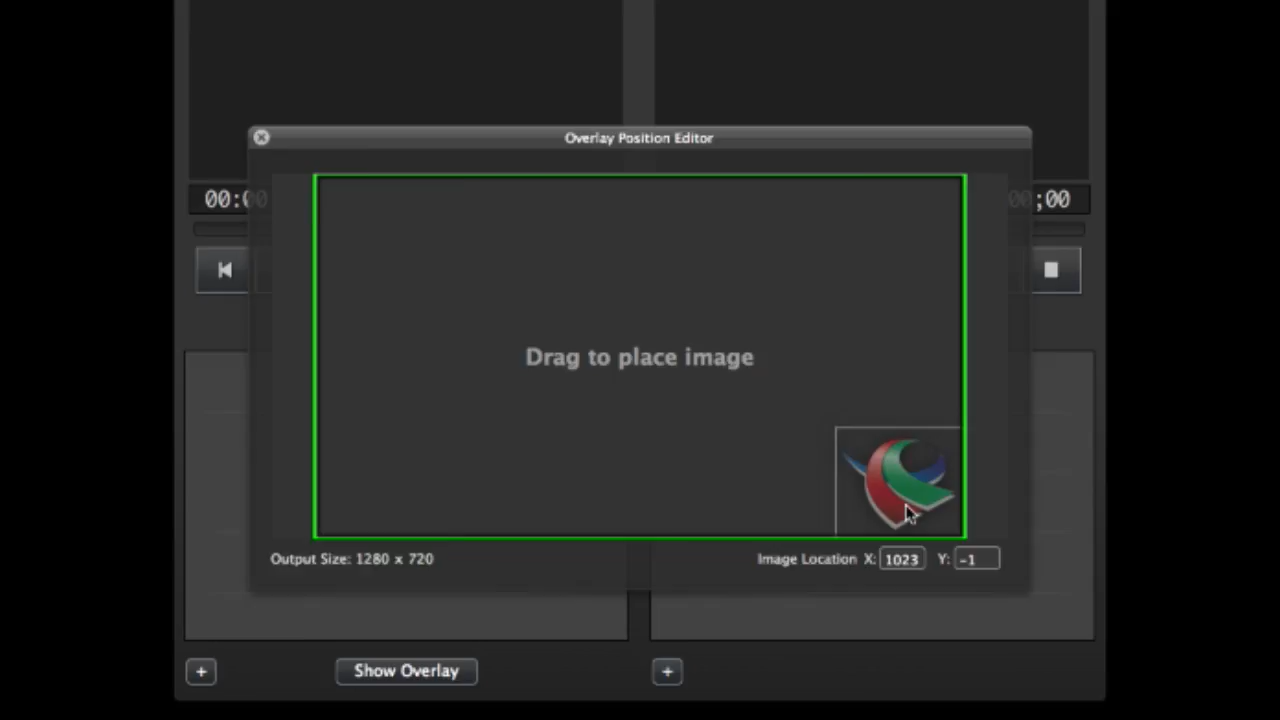 Overlay Position Editor
00:00
;00
Drag to place image
Output Size: 1280 x 720
Image Location X: 1023 Y: -1
+
Show Overlay
+